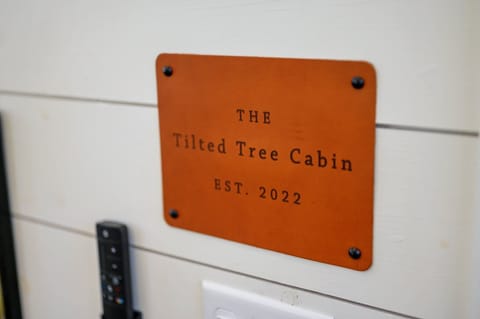 THE
Tilted Tree Cabin
EST. 2022